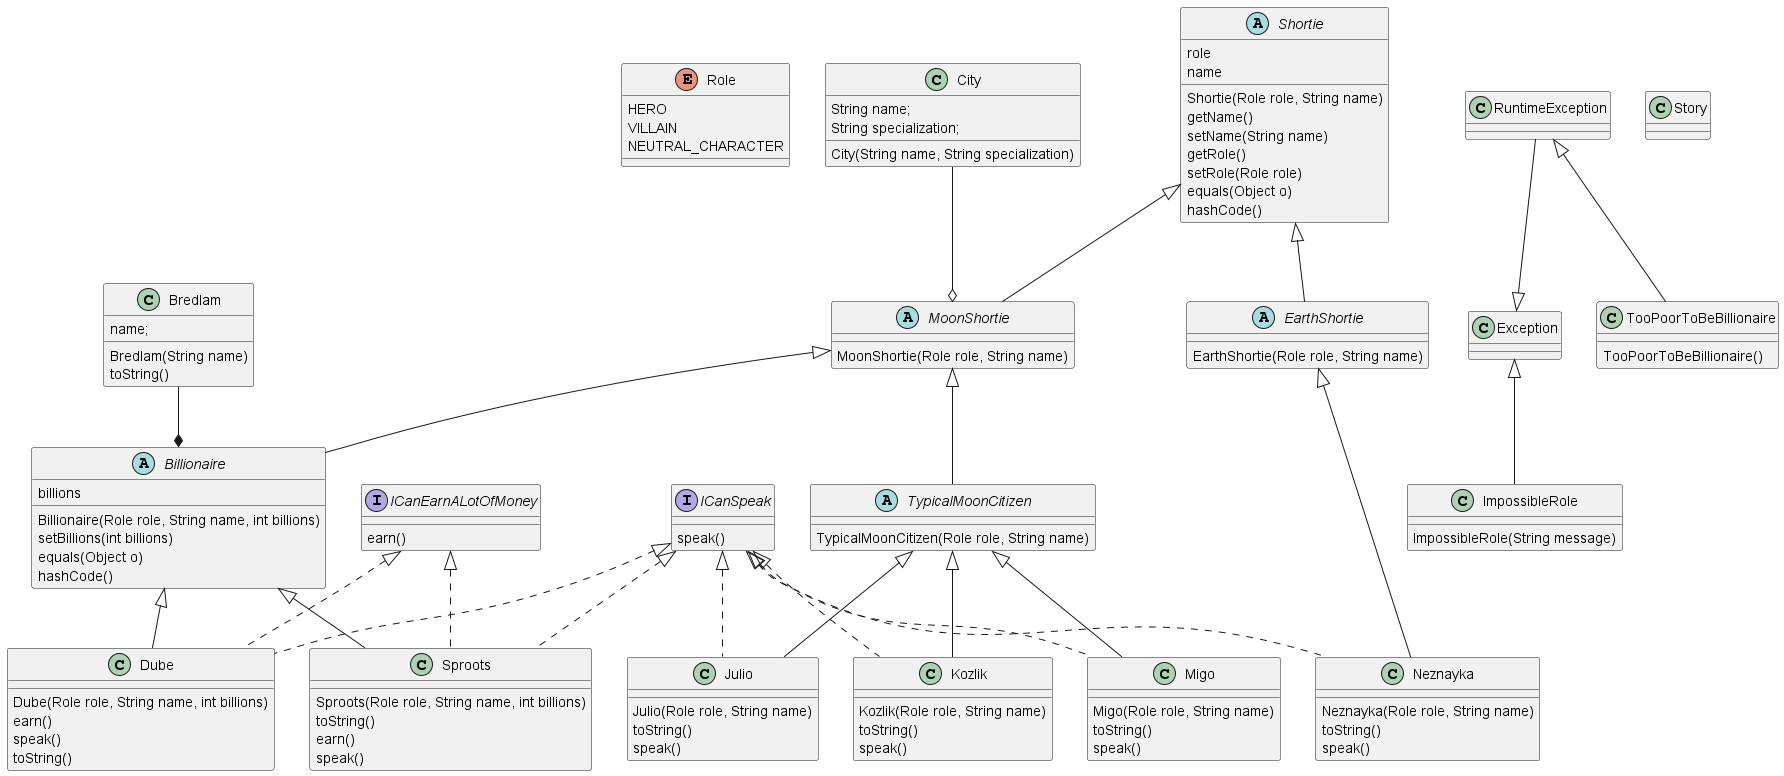 A Shortie
role
name
Shortie(Role role, String name)
getName()
setName(String name)
getRole()
setRole(Role role)
equals(Object o)
hashCode()
E Role
HERO
VILLAIN
NEUTRAL_CHARACTER
C City
String name;
String specialization;
City(String name, String specialization)
C RuntimeException
C Story
C Bredlam
name;
Bredlam(String name)
toString()
A MoonShortie
MoonShortie(Role role, String name)
A EarthShortie
EarthShortie(Role role, String name)
C Exception
C TooPoorToBeBillionaire
TooPoorToBeBillionaire()
A Billionaire
billions
Billionaire(Role role, String name, int billions)
setBillions(int billions)
equals(Object o)
hashCode()
I ICanEarnALotOfMoney
earn()
I ICanSpeak
speak()
A TypicalMoonCitizen
TypicalMoonCitizen(Role role, String name)
C ImpossibleRole
ImpossibleRole(String message)
C Dube
Dube(Role role, String name, int billions)
earn()
speak()
toString()
C Sproots
Sproots(Role role, String name, int billions)
toString()
earn()
speak()
C Julio
Julio(Role role, String name)
toString()
speak()
C Kozlik
Kozlik(Role role, String name)
toString()
speak()
C Migo
Migo(Role role, String name)
toString()
speak()
C Neznayka
Neznayka(Role role, String name)
toString()
speak()